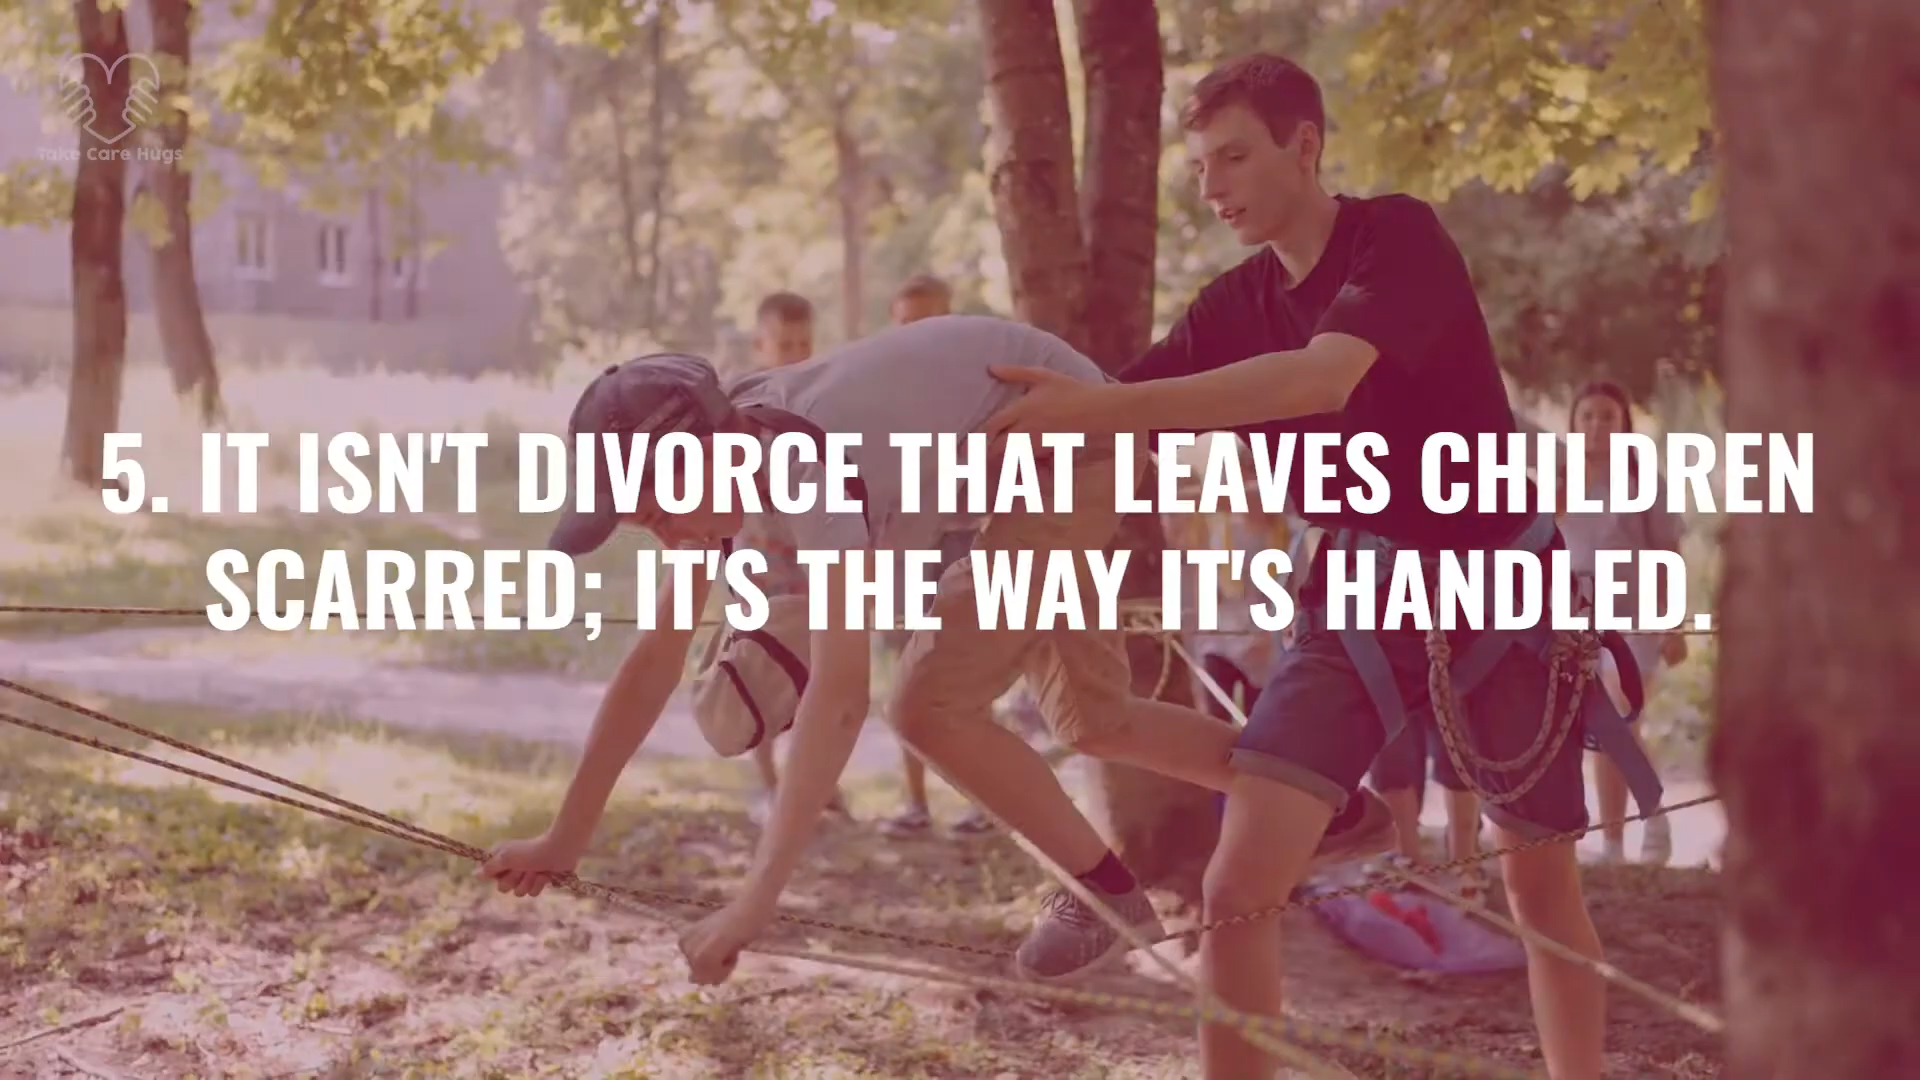 Take Care Hugs
5. IT ISN'T DIVORCE THAT LEAVES CHILDREN
SCARRED; IT'S THE WAY IT'S HANDLED.